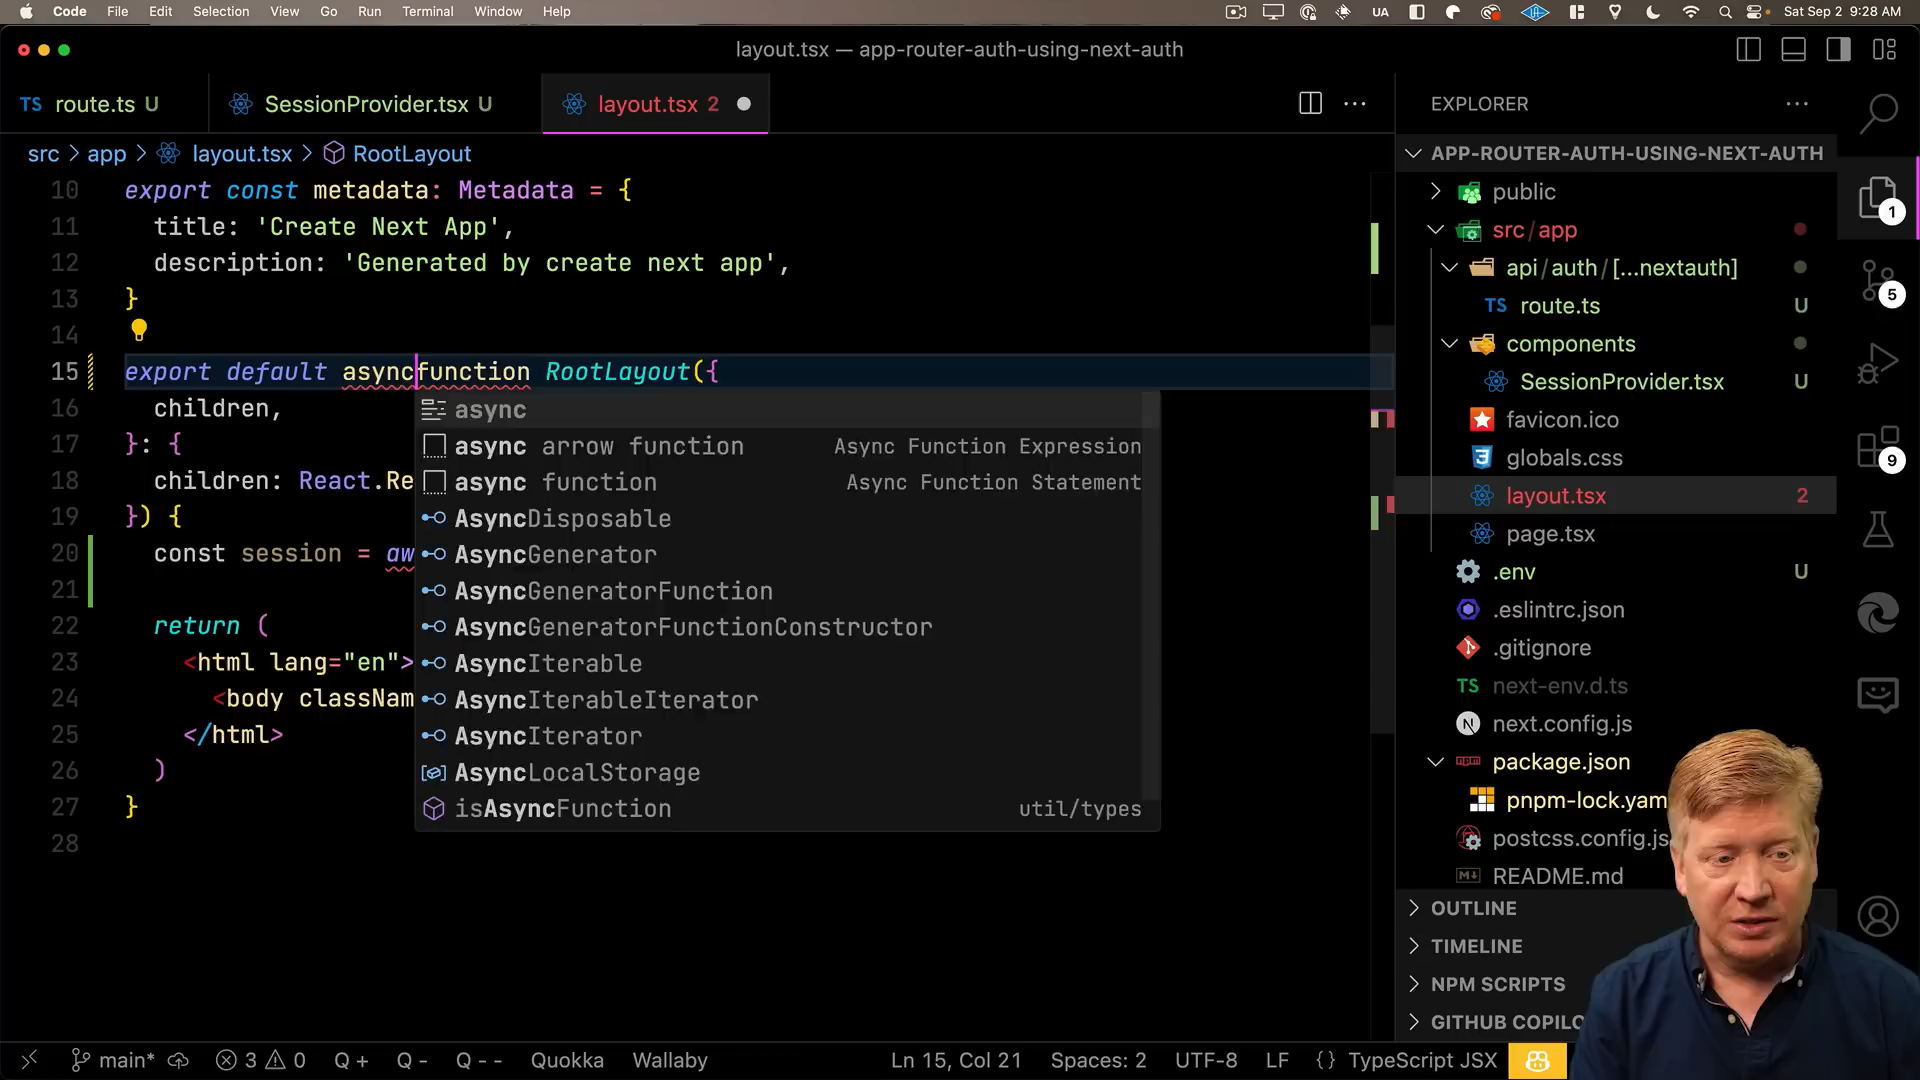 Code File Edit Selection View Go Run Terminal Window Help UA Sat Sep 2 9:28 AM
layout.tsx — app-router-auth-using-next-auth
TS route.ts U SessionProvider.tsx U layout.tsx 2
src > app > layout.tsx > RootLayout
10 export const metadata: Metadata = {
11 title: 'Create Next App',
12 description: 'Generated by create next app',
13 }
14
15 export default asyncfunction RootLayout({
16 children,
17 }: {
18 children: React.Re
19 }) {
20 const session = aw
21
22 return (
23 <html lang="en">
24 <body classNam
25 </html>
26 )
27 }
28
async
async arrow function Async Function Expression
async function Async Function Statement
AsyncDisposable
AsyncGenerator
AsyncGeneratorFunction
AsyncGeneratorFunctionConstructor
AsyncIterable
AsyncIterableIterator
AsyncIterator
AsyncLocalStorage
isAsyncFunction util/types
EXPLORER
APP-ROUTER-AUTH-USING-NEXT-AUTH
public
src/app
api/auth/[...nextauth]
TS route.ts U
components
SessionProvider.tsx U
favicon.ico
globals.css
layout.tsx 2
page.tsx
.env U
.eslintrc.json
.gitignore
TS next-env.d.ts
N next.config.js
package.json
pnpm-lock.yam
postcss.config.js
README.md
OUTLINE
TIMELINE
NPM SCRIPTS
GITHUB COPILO
1
5
9
main* 3 0 Q + Q - Q - - Quokka Wallaby Ln 15, Col 21 Spaces: 2 UTF-8 LF {} TypeScript JSX